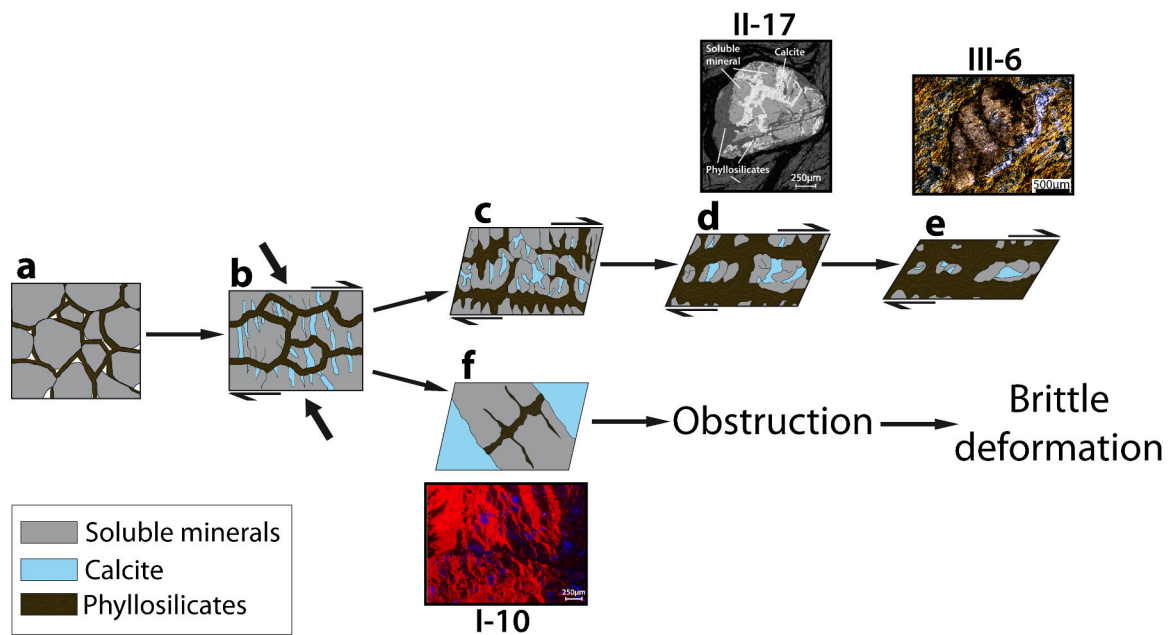 II-17
Soluble
mineral
Calcite
Phyllosilicates
250µm
III-6
500µm
a
b
c
d
e
f
Obstruction
Brittle
deformation
250µm
I-10
Soluble minerals
Calcite
Phyllosilicates